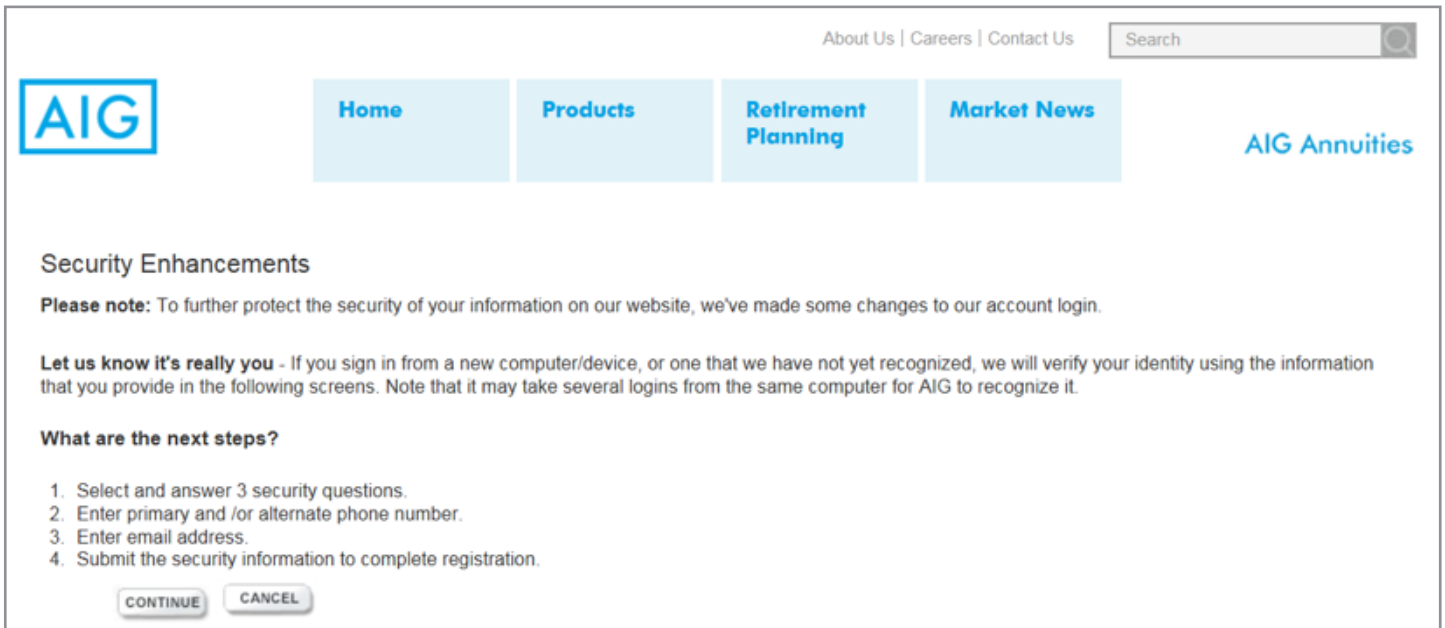 About Us | Careers | Contact Us
Search
AIG
Home
Products
Retirement
Planning
Market News
AIG Annuities
Security Enhancements
Please note: To further protect the security of your information on our website, we've made some changes to our account login.
Let us know it's really you - If you sign in from a new computer/device, or one that we have not yet recognized, we will verify your identity using the information
that you provide in the following screens. Note that it may take several logins from the same computer for AIG to recognize it.
What are the next steps?
1. Select and answer 3 security questions.
2. Enter primary and /or alternate phone number.
3. Enter email address.
4. Submit the security information to complete registration.
CONTINUE
CANCEL